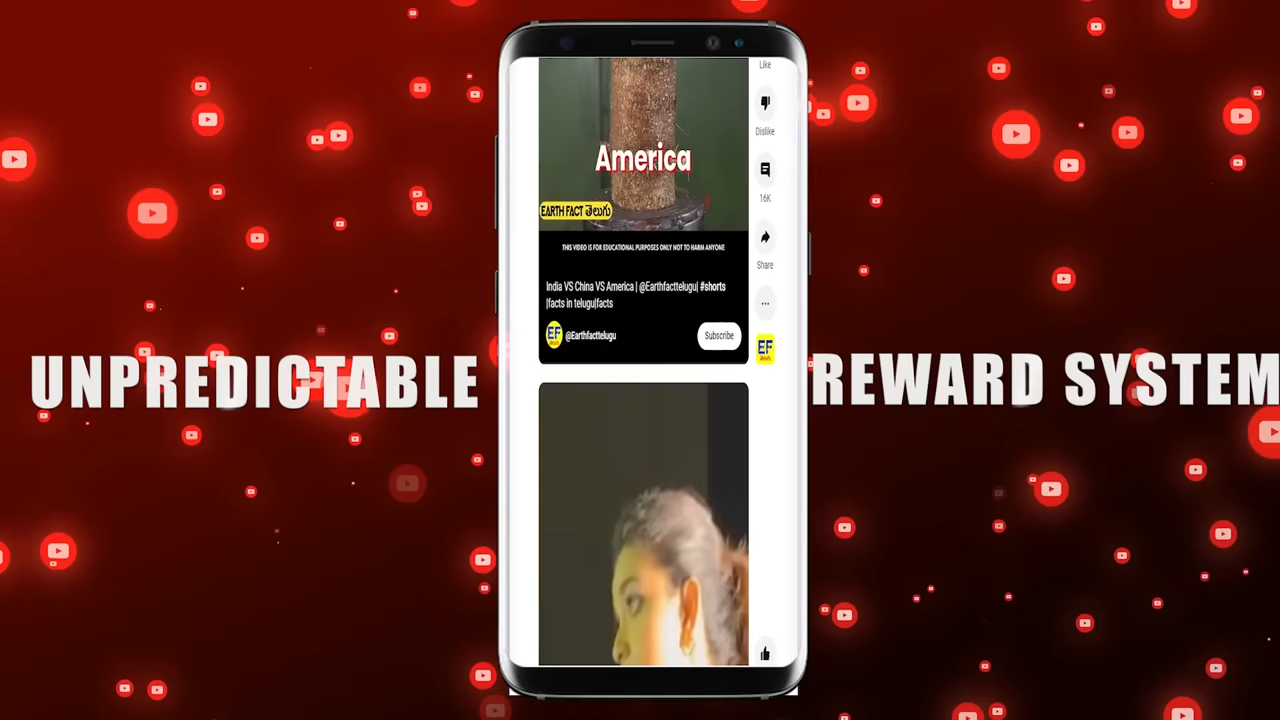 Like
Dislike
America
16K
EARTH FACT తెలుగు
THIS VIDEO IS FOR EDUCATIONAL PURPOSES ONLY NOT TO HARM ANYONE
Share
India VS China VS America | @Earthfacttelugu| #shorts
|facts in telugu|facts
...
EF
@Earthfacttelugu
Subscribe
EF
UNPREDICTABLE
REWARD SYSTEM